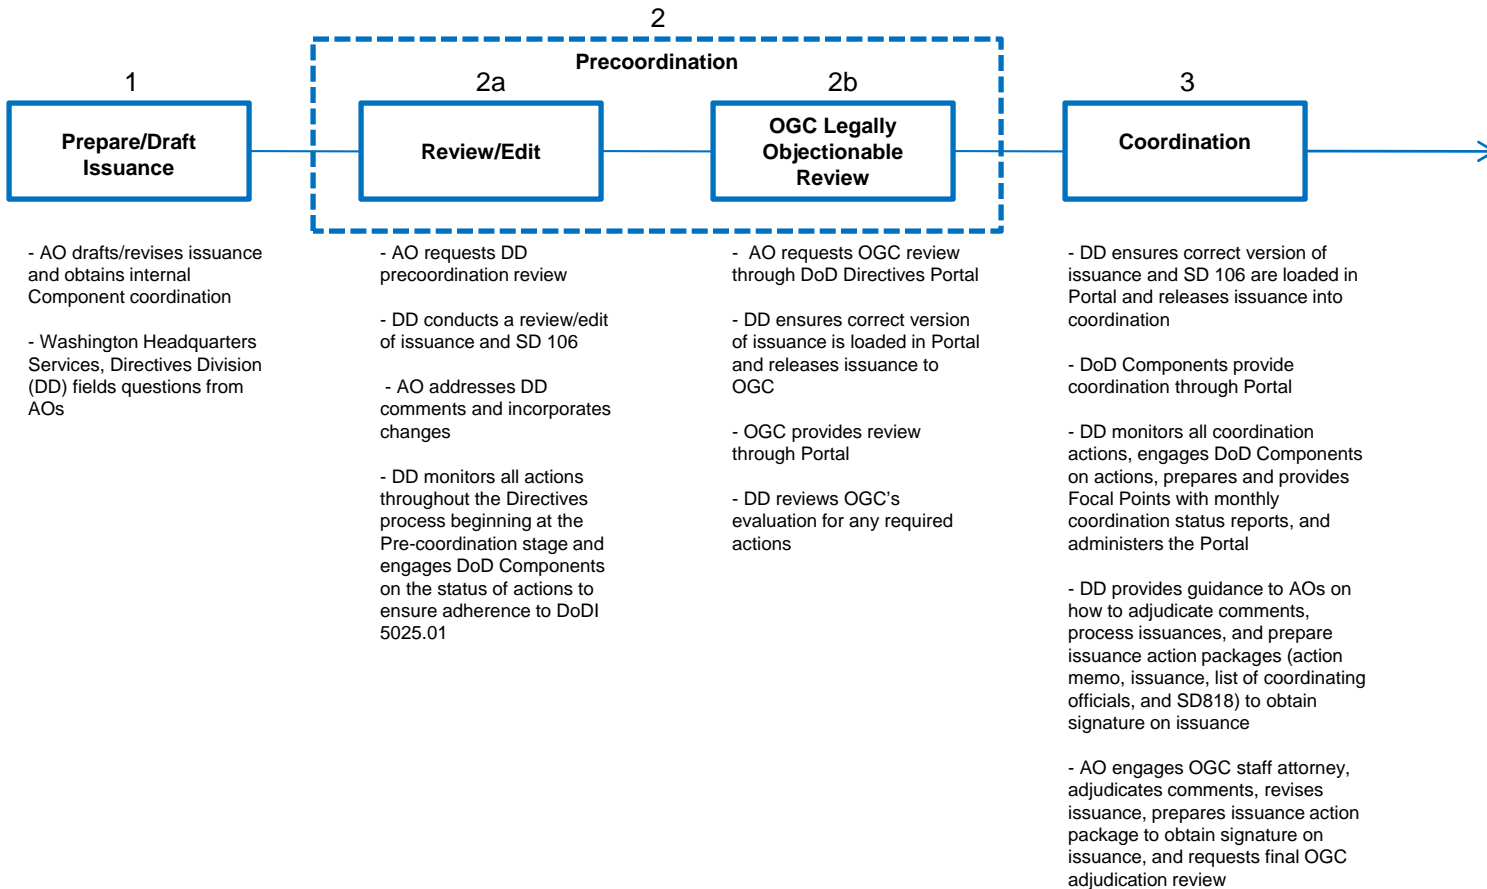 2
Precoordination
1
2a
2b
3
Prepare/Draft
Issuance
Review/Edit
OGC Legally
Objectionable
Review
Coordination
- AO drafts/revises issuance
and obtains internal
Component coordination
- Washington Headquarters
Services, Directives Division
(DD) fields questions from
AOs
- AO requests DD
precoordination review
- DD conducts a review/edit
of issuance and SD 106
- AO addresses DD
comments and incorporates
changes
- DD monitors all actions
throughout the Directives
process beginning at the
Pre-coordination stage and
engages DoD Components
on the status of actions to
ensure adherence to DoDI
5025.01
- AO requests OGC review
through DoD Directives Portal
- DD ensures correct version
of issuance is loaded in Portal
and releases issuance to
OGC
- OGC provides review
through Portal
- DD reviews OGC's
evaluation for any required
actions
- DD ensures correct version of
issuance and SD 106 are loaded in
Portal and releases issuance into
coordination
- DoD Components provide
coordination through Portal
- DD monitors all coordination
actions, engages DoD Components
on actions, prepares and provides
Focal Points with monthly
coordination status reports, and
administers the Portal
- DD provides guidance to AOs on
how to adjudicate comments,
process issuances, and prepare
issuance action packages (action
memo, issuance, list of coordinating
officials, and SD818) to obtain
signature on issuance
- AO engages OGC staff attorney,
adjudicates comments, revises
issuance, prepares issuance action
package to obtain signature on
issuance, and requests final OGC
adjudication review